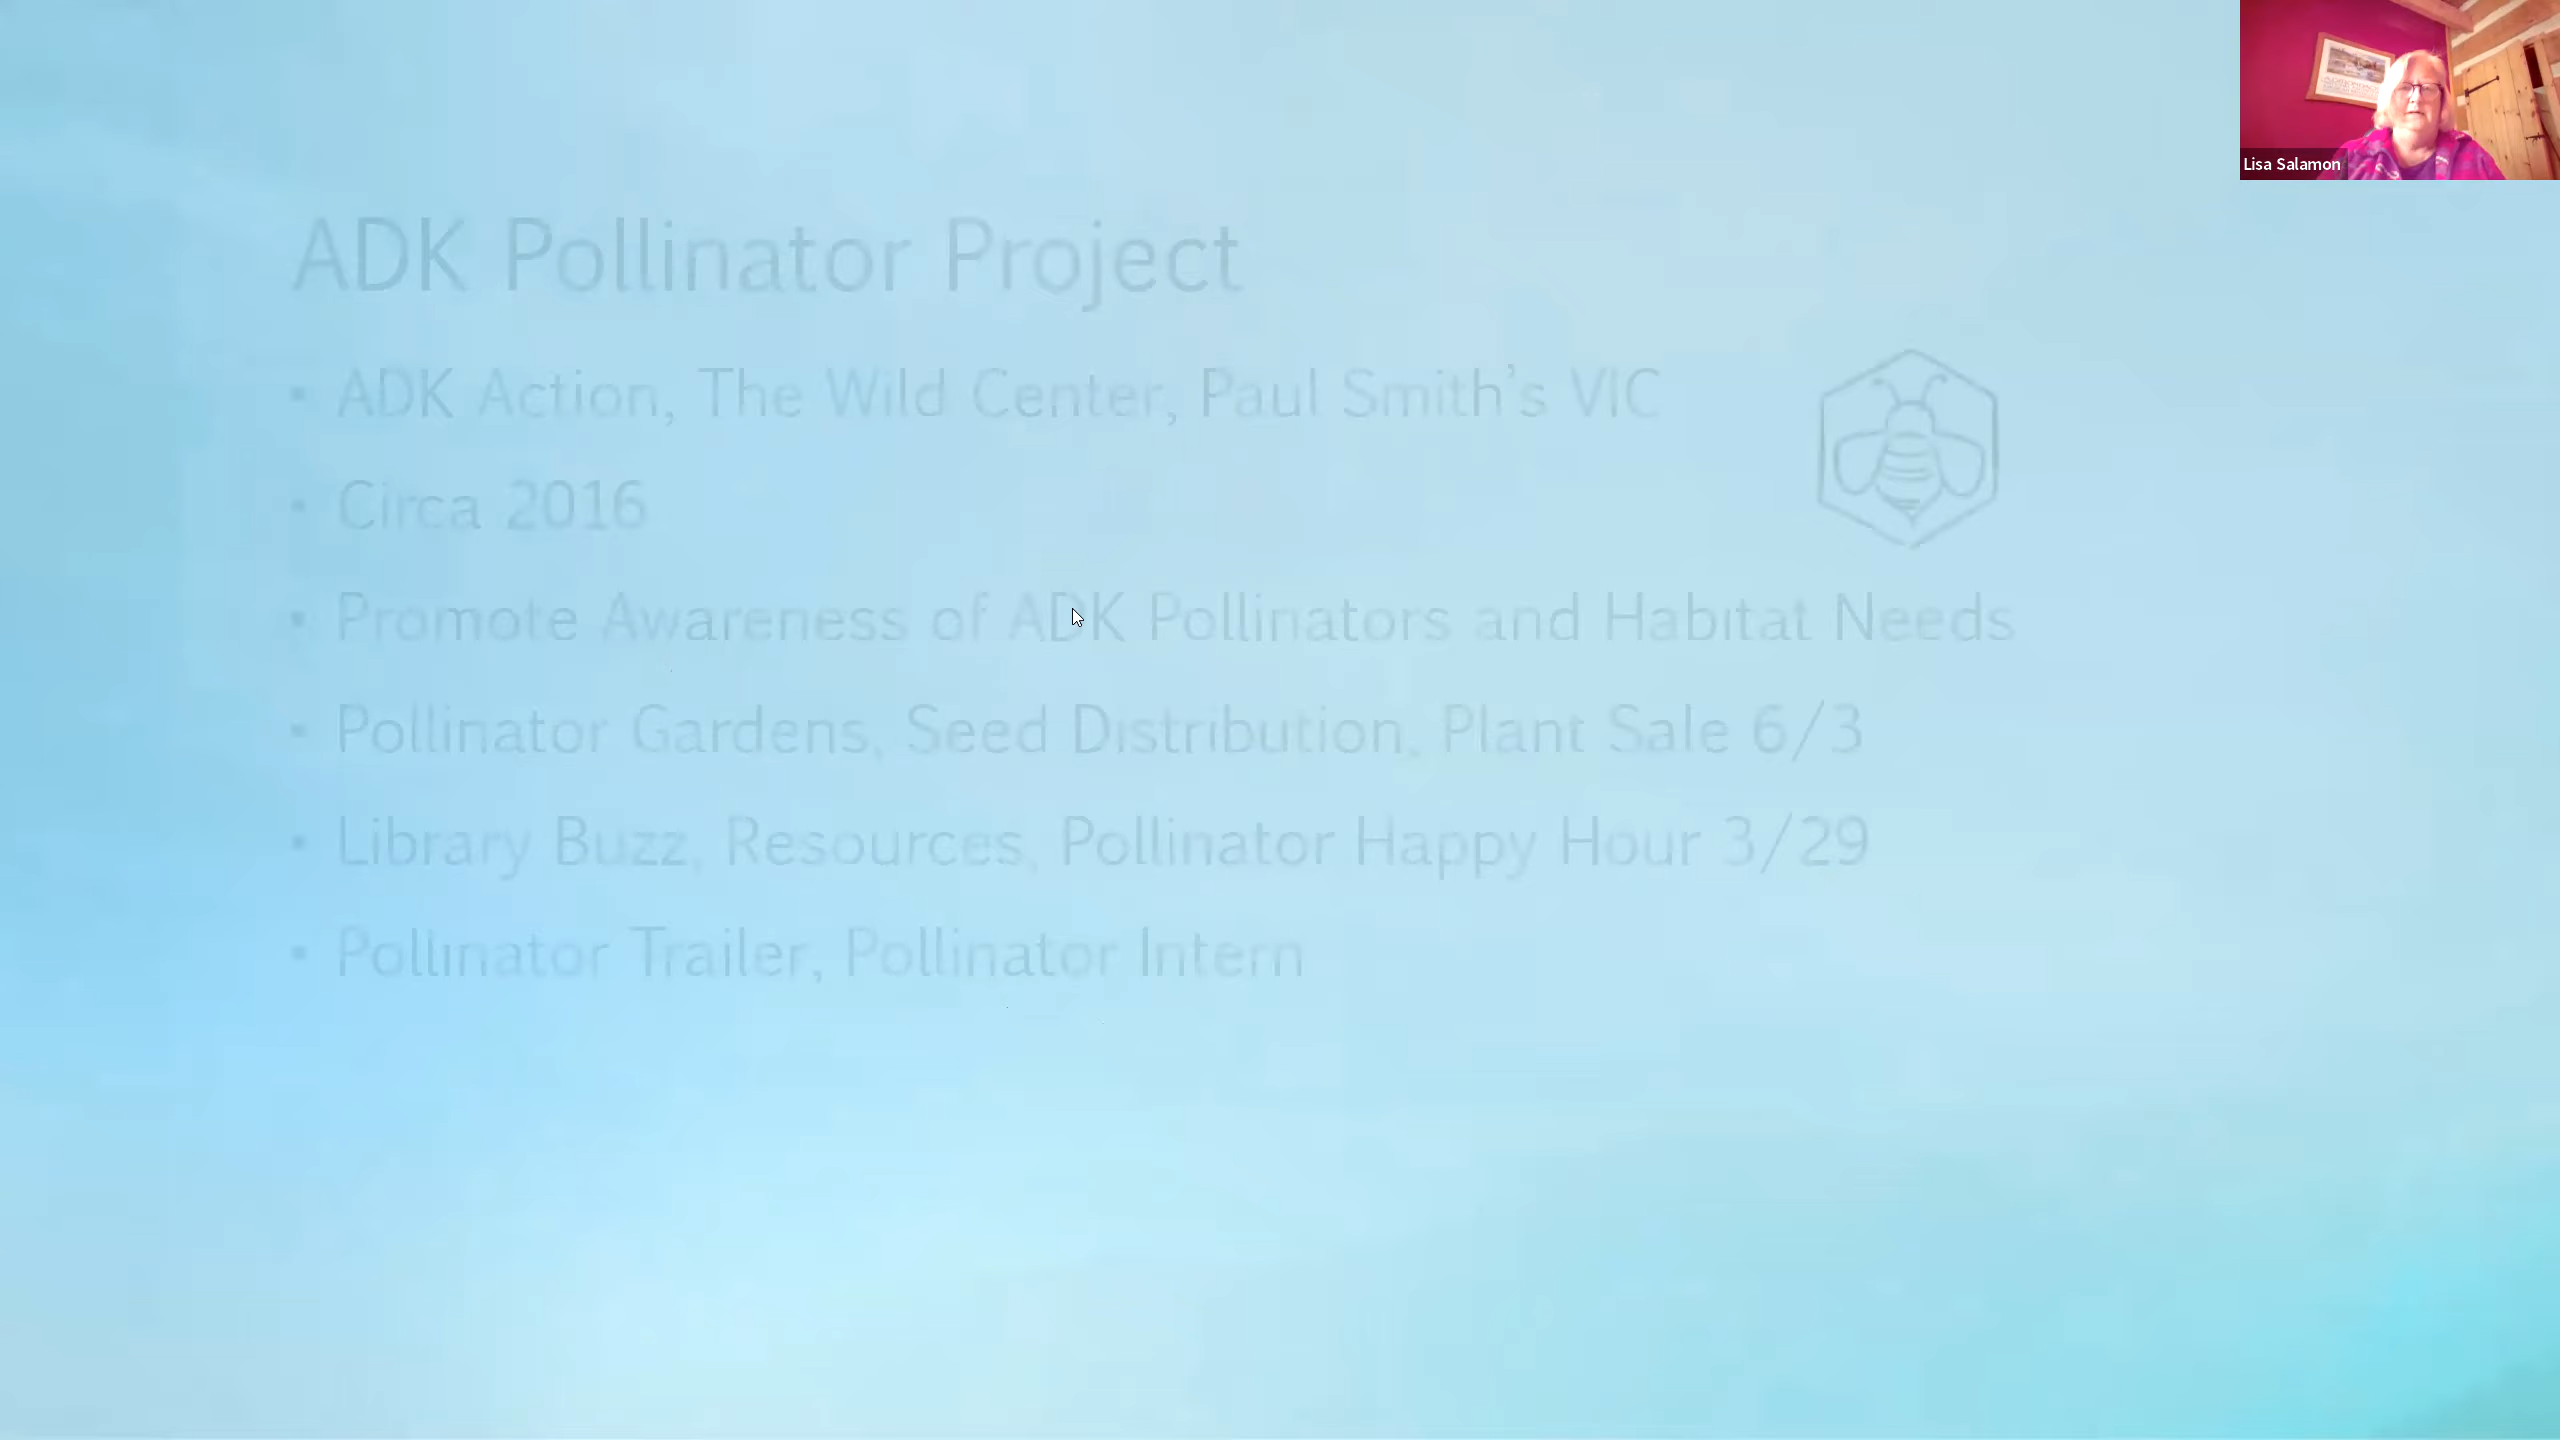 Lisa Salamon
ADK Pollinator Project
• ADK Action, The Wild Center, Paul Smith's VIC
• Circa 2016
• Promote Awareness of ADK Pollinators and Habitat Needs
• Pollinator Gardens, Seed Distribution, Plant Sale 6/3
• Library Buzz, Resources, Pollinator Happy Hour 3/29
• Pollinator Trailer, Pollinator Intern